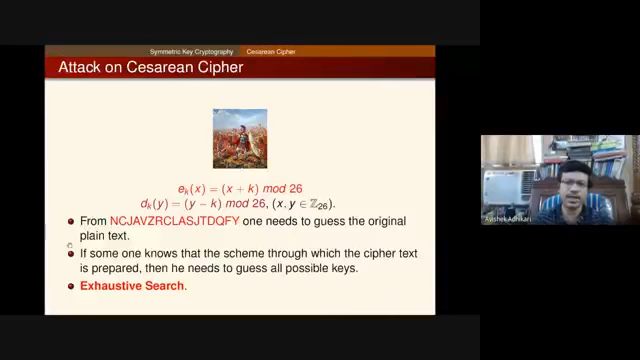 Symmetric Key Cryptography Cesarean Cipher
Attack on Cesarean Cipher
eₖ(x) = (x + k) mod 26
dₖ(y) = (y − k) mod 26, (x, y ∈ ℤ₂₆).
From NCJAVZRCLASJTDQFY one needs to guess the original
plain text.
If some one knows that the scheme through which the cipher text
is prepared, then he needs to guess all possible keys.
Exhaustive Search.
Avishek Adhikari